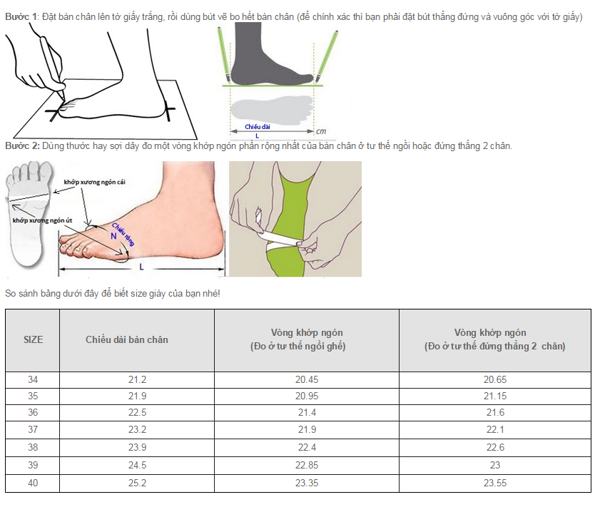 Bước 1: Đặt bàn chân lên tờ giấy trắng, rồi dùng bút vẽ bo hết bàn chân (để chính xác thì bạn phải đặt bút thẳng đứng và vuông góc với tờ giấy)
Chiều dài
L
cm
Bước 2: Dùng thước hay sợi dây đo một vòng khớp ngón phần rộng nhất của bàn chân ở tư thế ngồi hoặc đứng thẳng 2 chân.
khớp xương ngón cái
khớp xương ngón út
Chiều rộng
N
L
So sánh bảng dưới đây để biết size giày của bạn nhé!
SIZE Chiều dài bàn chân Vòng khớp ngón (Đo ở tư thế ngồi ghế) Vòng khớp ngón (Đo ở tư thế đứng thẳng 2 chân)
34 21.2 20.45 20.65
35 21.9 20.95 21.15
36 22.5 21.4 21.6
37 23.2 21.9 22.1
38 23.9 22.4 22.6
39 24.5 22.85 23
40 25.2 23.35 23.55